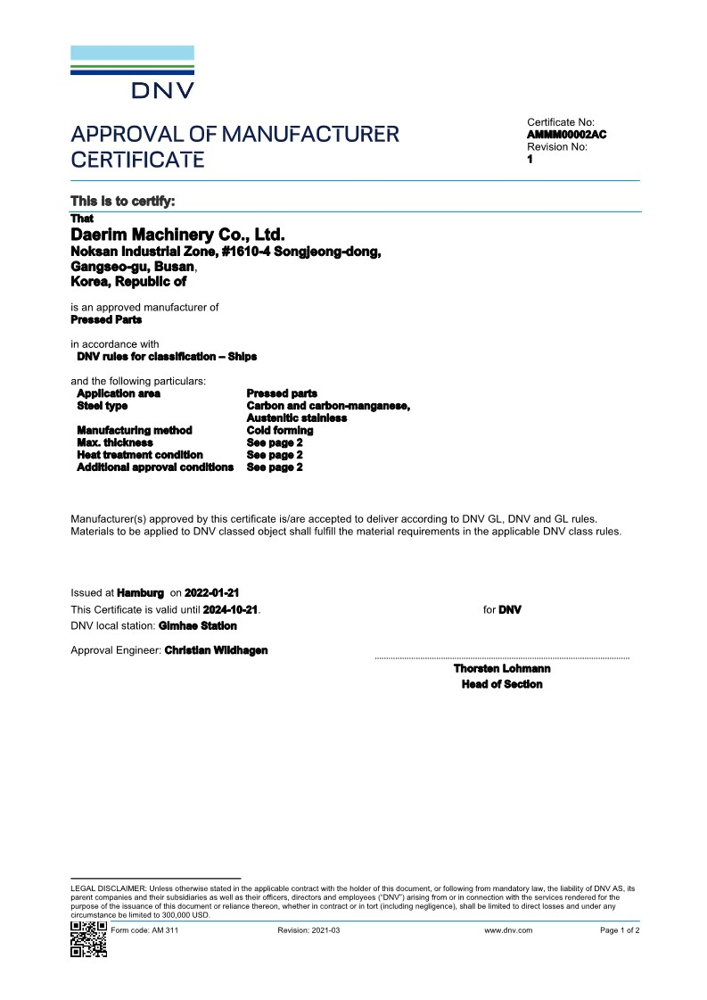 DNV
APPROVAL OF MANUFACTURER
CERTIFICATE
Certificate No:
AMMM00002AC
Revision No:
1
This is to certify:
That
Daerim Machinery Co., Ltd.
Noksan Industrial Zone, #1610-4 Songjeong-dong,
Gangseo-gu, Busan,
Korea, Republic of
is an approved manufacturer of
Pressed Parts
in accordance with
DNV rules for classification – Ships
and the following particulars:
Application area Pressed parts
Steel type Carbon and carbon-manganese,
Austenitic stainless
Manufacturing method Cold forming
Max. thickness See page 2
Heat treatment condition See page 2
Additional approval conditions See page 2
Manufacturer(s) approved by this certificate is/are accepted to deliver according to DNV GL, DNV and GL rules.
Materials to be applied to DNV classed object shall fulfill the material requirements in the applicable DNV class rules.
Issued at Hamburg on 2022-01-21
This Certificate is valid until 2024-10-21.
for DNV
DNV local station: Gimhae Station
Approval Engineer: Christian Wildhagen
Thorsten Lohmann
Head of Section
LEGAL DISCLAIMER: Unless otherwise stated in the applicable contract with the holder of this document, or following from mandatory law, the liability of DNV AS, its
parent companies and their subsidiaries as well as their officers, directors and employees (“DNV”) arising from or in connection with the services rendered for the
purpose of the issuance of this document or reliance thereon, whether in contract or in tort (including negligence), shall be limited to direct losses and under any
circumstance be limited to 300,000 USD.
Form code: AM 311 Revision: 2021-03 www.dnv.com Page 1 of 2